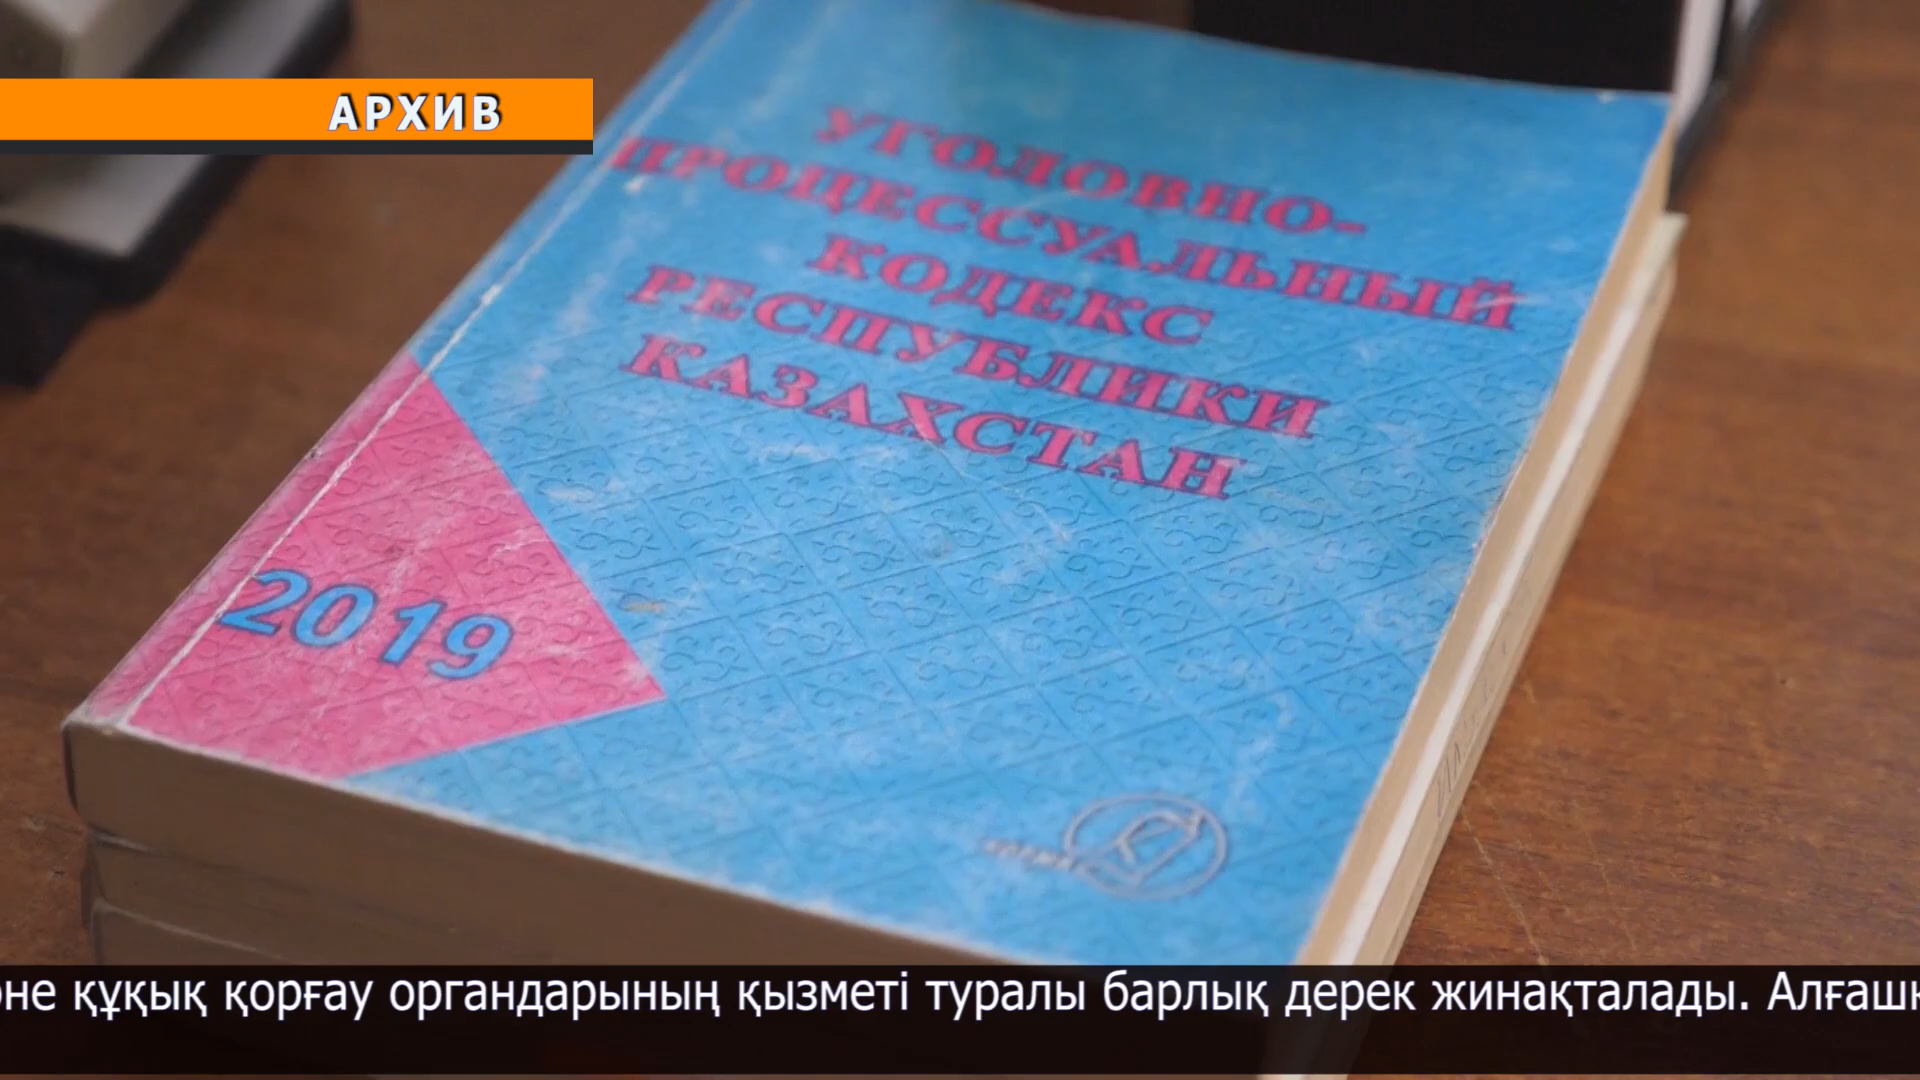 АРХИВ
УГОЛОВНО-
ПРОЦЕССУАЛЬНЫЙ
КОДЕКС
РЕСПУБЛИКИ
КАЗАХСТАН
2019
құқық қорғау органдарының қызметі туралы барлық дерек жинақталады.